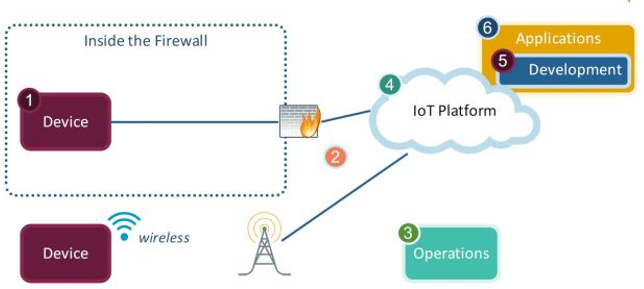 6
Applications
Inside the Firewall
5
Development
4
1
IoT Platform
Device
2
wireless
3
Device
Operations